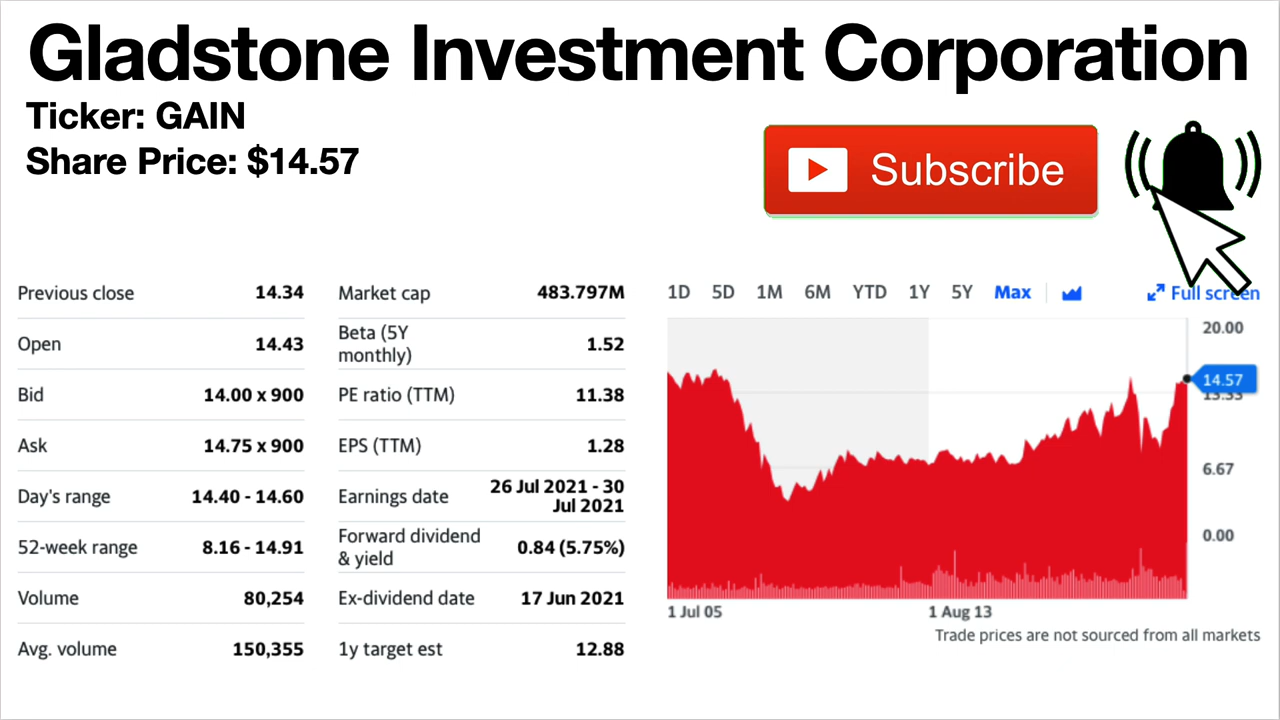 Gladstone Investment Corporation
Ticker: GAIN
Share Price: $14.57
Subscribe
Previous close 14.34
Open 14.43
Bid 14.00 x 900
Ask 14.75 x 900
Day's range 14.40 - 14.60
52-week range 8.16 - 14.91
Volume 80,254
Avg. volume 150,355
Market cap 483.797M
Beta (5Y
monthly) 1.52
PE ratio (TTM) 11.38
EPS (TTM) 1.28
Earnings date 26 Jul 2021 - 30
Jul 2021
Forward dividend
& yield 0.84 (5.75%)
Ex-dividend date 17 Jun 2021
1y target est 12.88
1D 5D 1M 6M YTD 1Y 5Y Max Full screen
20.00
14.57
13.33
6.67
0.00
1 Jul 05 1 Aug 13
Trade prices are not sourced from all markets